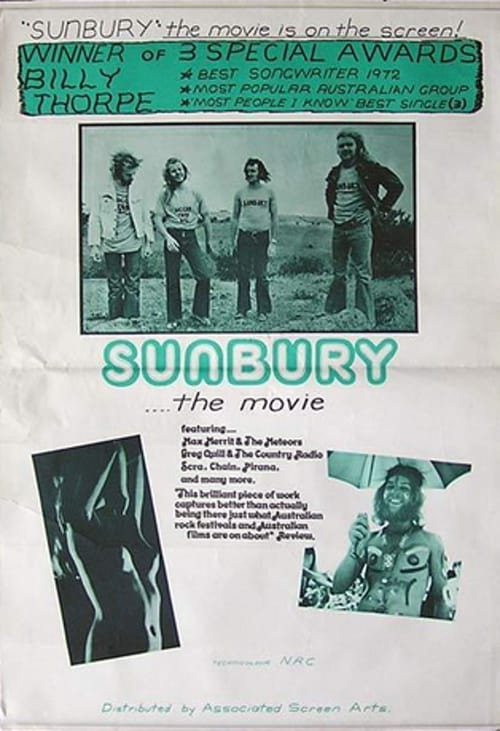 "SUNBURY" the movie is on the screen!
WINNER OF 3 SPECIAL AWARDS
BILLY THORPE
★ BEST SONGWRITER 1972
★ MOST POPULAR AUSTRALIAN GROUP
★ 'MOST PEOPLE I KNOW' BEST SINGLE (3)
SUNBURY
SUNBURY
....the movie
featuring....
Max Merrit & The Meteors
Greg Quill & The Country Radio
Scra, Chain, Pirana,
and many more.
"This brilliant piece of work
captures better than actually
being there just what Australian
rock festivals and Australian
films are on about" Review.
TECHNICOLOUR NRC
Distributed by Associated Screen Arts.